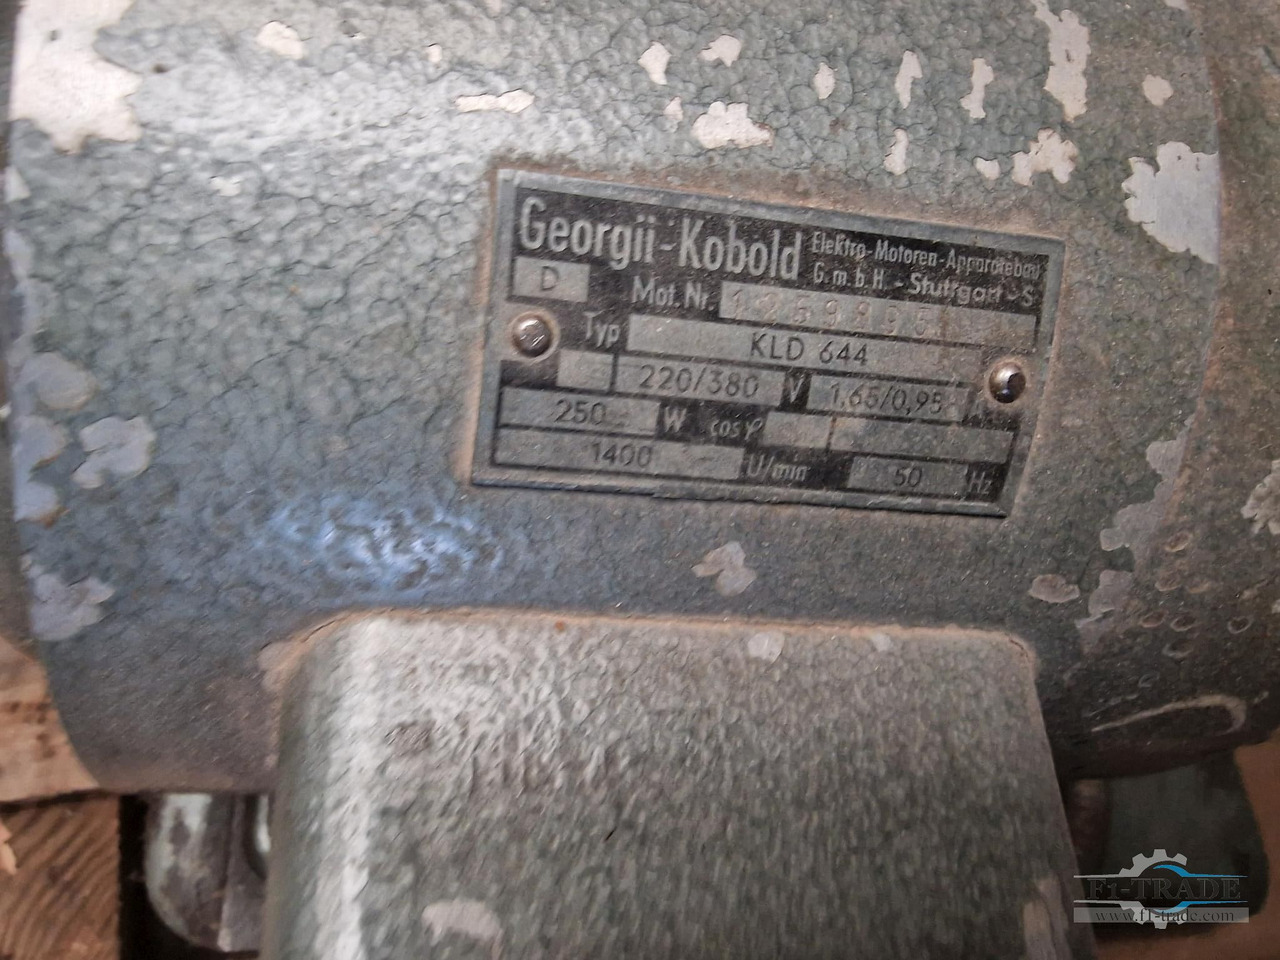 Georgii-Kobold Elektro-Motoren-Apparatebau
G.m.b.H. - Stuttgart-S
D Mot. Nr.
Typ KLD 644
220/380 V 1,65/0,95
250 W cos φ
1400 U/min 50 Hz
F1-TRADE
www.f1-trade.com